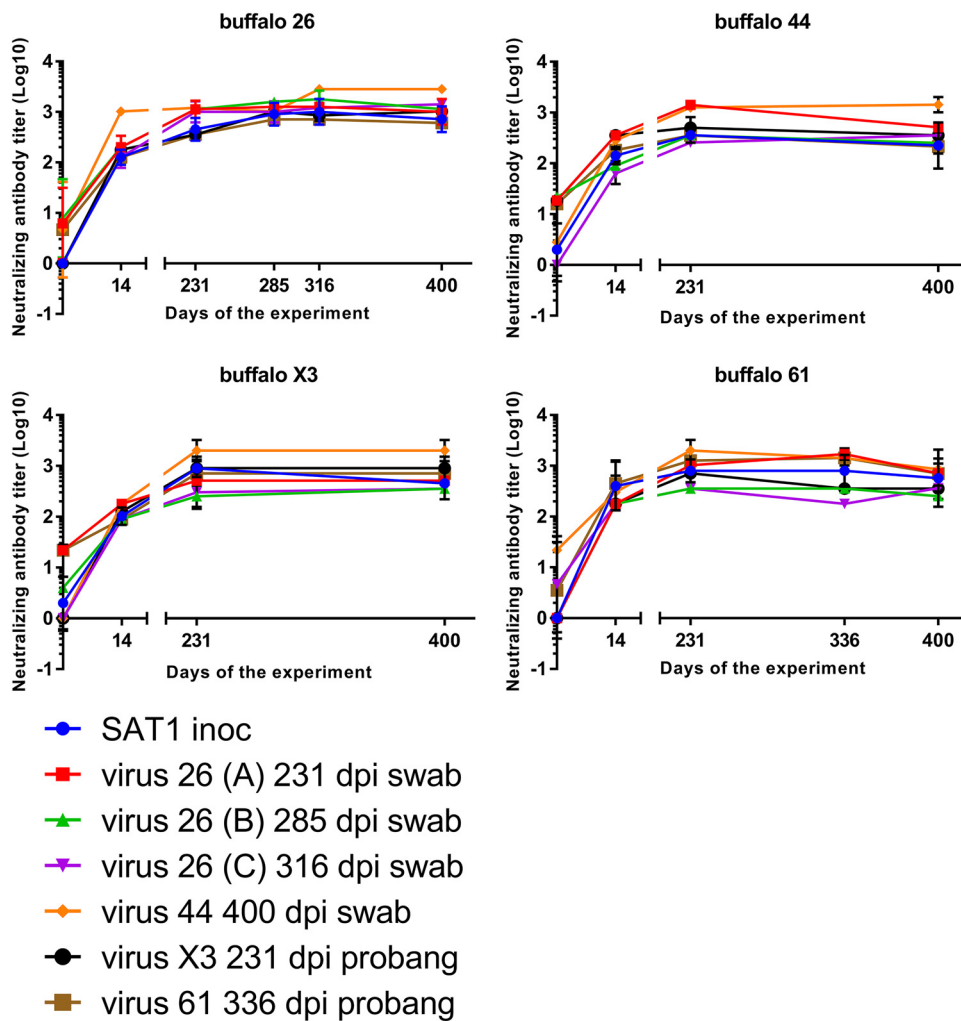 buffalo 26
Neutralizing antibody titer (Log10)
4
3
2
1
0
-1
14
231
285
316
400
Days of the experiment
buffalo 44
Neutralizing antibody titer (Log10)
4
3
2
1
0
-1
14
231
400
Days of the experiment
buffalo X3
Neutralizing antibody titer (Log10)
4
3
2
1
0
-1
14
231
400
Days of the experiment
buffalo 61
Neutralizing antibody titer (Log10)
4
3
2
1
0
-1
14
231
336
400
Days of the experiment
SAT1 inoc
virus 26 (A) 231 dpi swab
virus 26 (B) 285 dpi swab
virus 26 (C) 316 dpi swab
virus 44 400 dpi swab
virus X3 231 dpi probang
virus 61 336 dpi probang